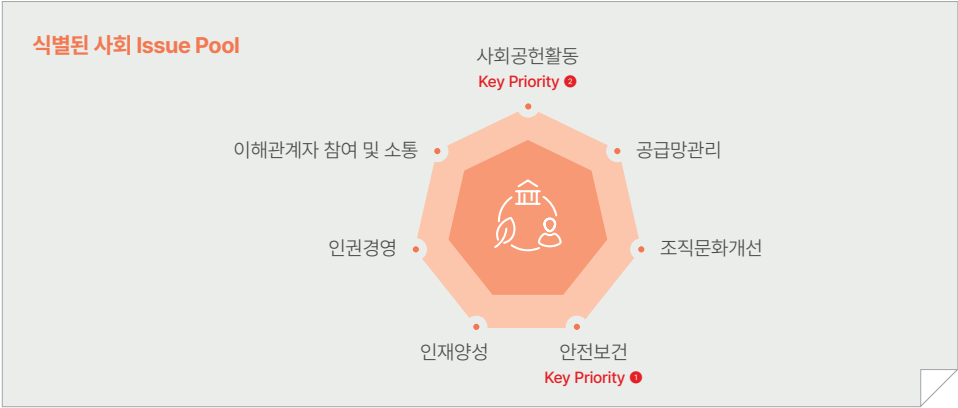 식별된 사회 Issue Pool
사회공헌활동
Key Priority ❷
이해관계자 참여 및 소통
공급망관리
인권경영
조직문화개선
인재양성
안전보건
Key Priority ❶